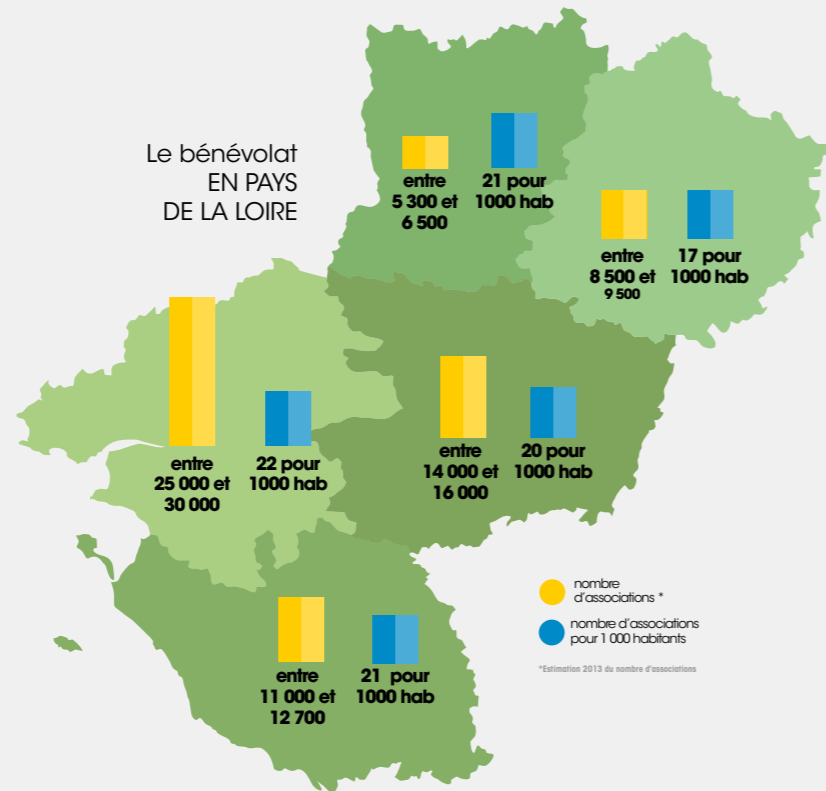 Le bénévolat
EN PAYS
DE LA LOIRE
entre
5 300 et
6 500
21 pour
1000 hab
entre
8 500 et
9 500
17 pour
1000 hab
entre
25 000 et
30 000
22 pour
1000 hab
entre
14 000 et
16 000
20 pour
1000 hab
entre
11 000 et
12 700
21 pour
1000 hab
nombre
d'associations *
nombre d'associations
pour 1 000 habitants
*Estimation 2013 du nombre d'associations